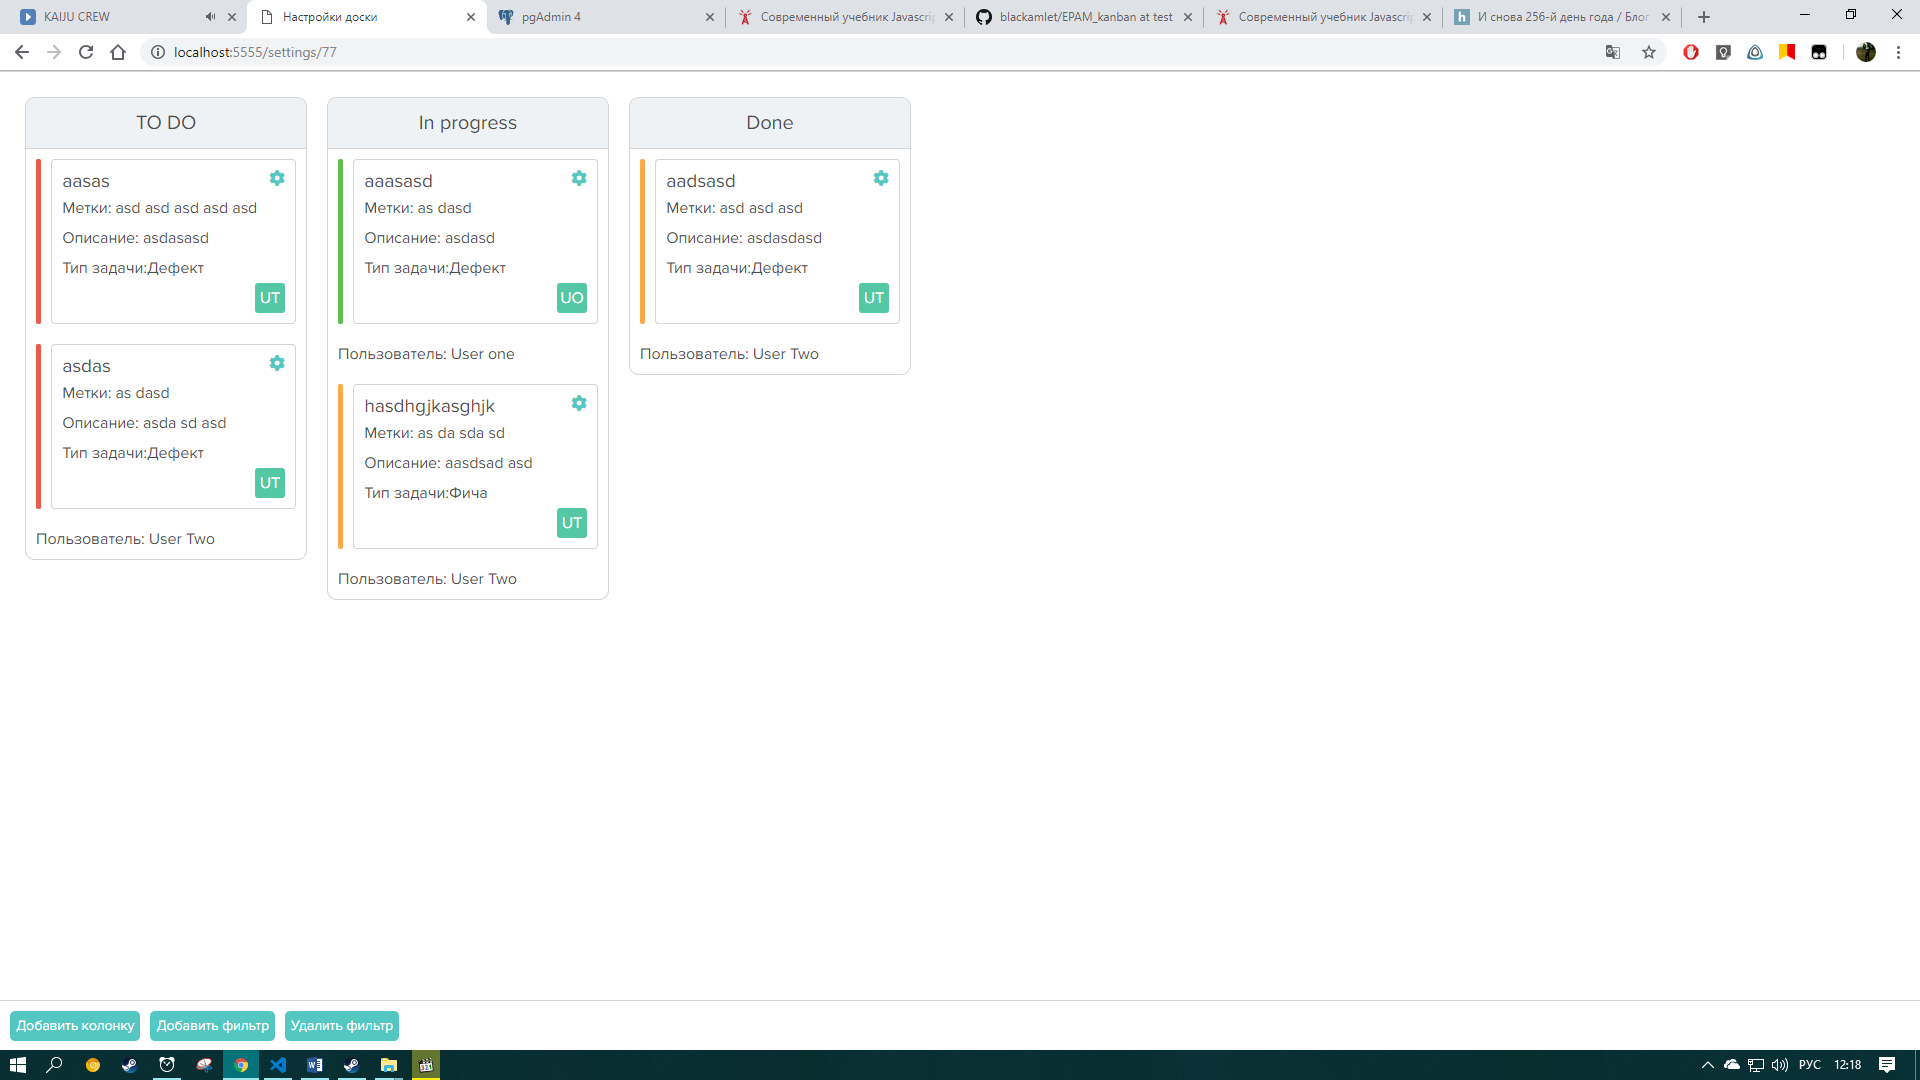 KAIJU CREW
Настройки доски
pgAdmin 4
Современный учебник Javascrip
blackamlet/EPAM_kanban at test
Современный учебник Javascrip
И снова 256-й день года / Блог
localhost:5555/settings/77
TO DO
aasas
Метки: asd asd asd asd asd
Описание: asdasasd
Тип задачи:Дефект
UT
asdas
Метки: as dasd
Описание: asda sd asd
Тип задачи:Дефект
UT
Пользователь: User Two
In progress
aaasasd
Метки: as dasd
Описание: asdasd
Тип задачи:Дефект
UO
Пользователь: User one
hasdhgjkasghjk
Метки: as da sda sd
Описание: aasdsad asd
Тип задачи:Фича
UT
Пользователь: User Two
Done
aadsasd
Метки: asd asd asd
Описание: asdasdasd
Тип задачи:Дефект
UT
Пользователь: User Two
Добавить колонку
Добавить фильтр
Удалить фильтр
РУС
12:18